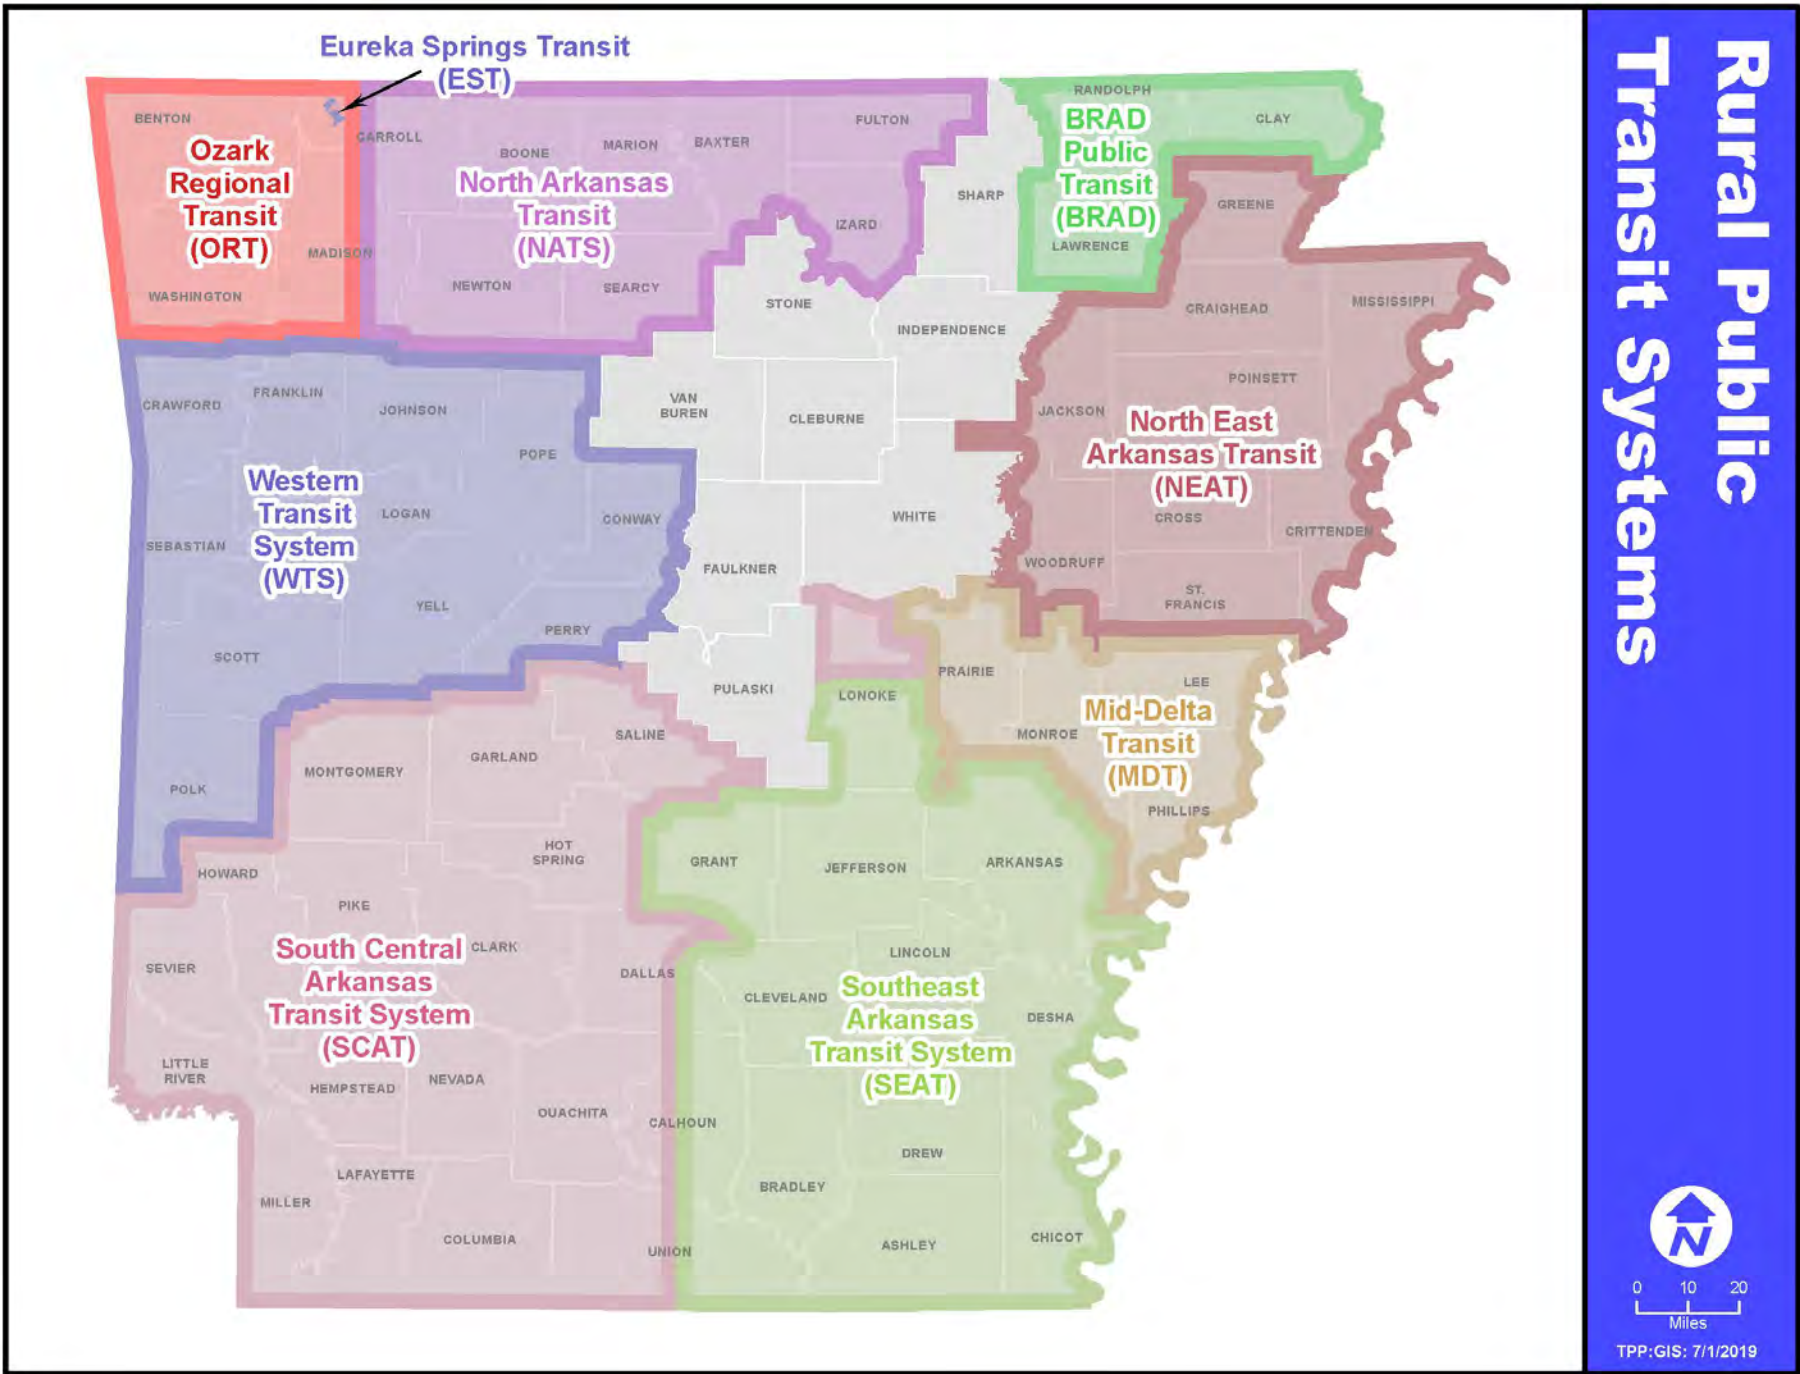 Eureka Springs Transit
(EST)
RANDOLPH
BENTON
FULTON
BRAD
Public
Transit
(BRAD)
CLAY
CARROLL
BOONE
MARION
BAXTER
Ozark
Regional
Transit
(ORT)
North Arkansas
Transit
(NATS)
SHARP
GREENE
IZARD
LAWRENCE
MADISON
WASHINGTON
NEWTON
SEARCY
STONE
INDEPENDENCE
CRAIGHEAD
MISSISSIPPI
CRAWFORD
FRANKLIN
JOHNSON
VAN
BUREN
CLEBURNE
JACKSON
POINSETT
North East
Arkansas Transit
(NEAT)
POPE
Western
Transit
System
(WTS)
LOGAN
CONWAY
WHITE
CROSS
CRITTENDEN
SEBASTIAN
FAULKNER
WOODRUFF
ST.
FRANCIS
YELL
PERRY
SCOTT
PULASKI
LONOKE
PRAIRIE
LEE
Mid-Delta
Transit
(MDT)
MONROE
SALINE
GARLAND
MONTGOMERY
POLK
PHILLIPS
HOT
SPRING
GRANT
JEFFERSON
ARKANSAS
HOWARD
PIKE
CLARK
South Central
Arkansas
Transit System
(SCAT)
SEVIER
DALLAS
LINCOLN
CLEVELAND
Southeast
Arkansas
Transit System
(SEAT)
DESHA
LITTLE
RIVER
HEMPSTEAD
NEVADA
OUACHITA
CALHOUN
DREW
LAFAYETTE
BRADLEY
MILLER
COLUMBIA
UNION
ASHLEY
CHICOT
Rural Public
Transit Systems
N
0 10 20
Miles
TPP:GIS: 7/1/2019